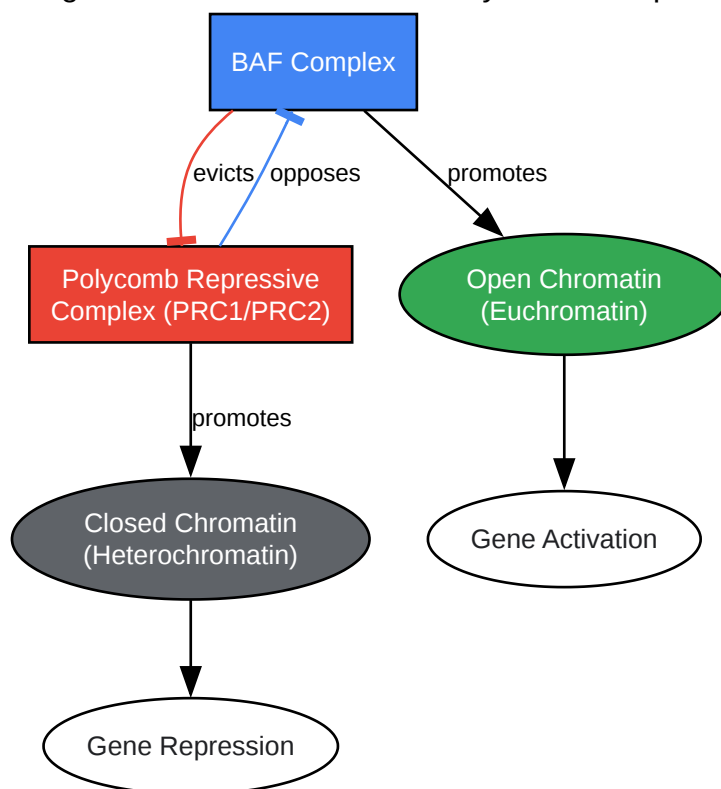 BAF Complex
evicts
opposes
promotes
Polycomb Repressive
Complex (PRC1/PRC2)
Open Chromatin
(Euchromatin)
promotes
Closed Chromatin
(Heterochromatin)
Gene Activation
Gene Repression